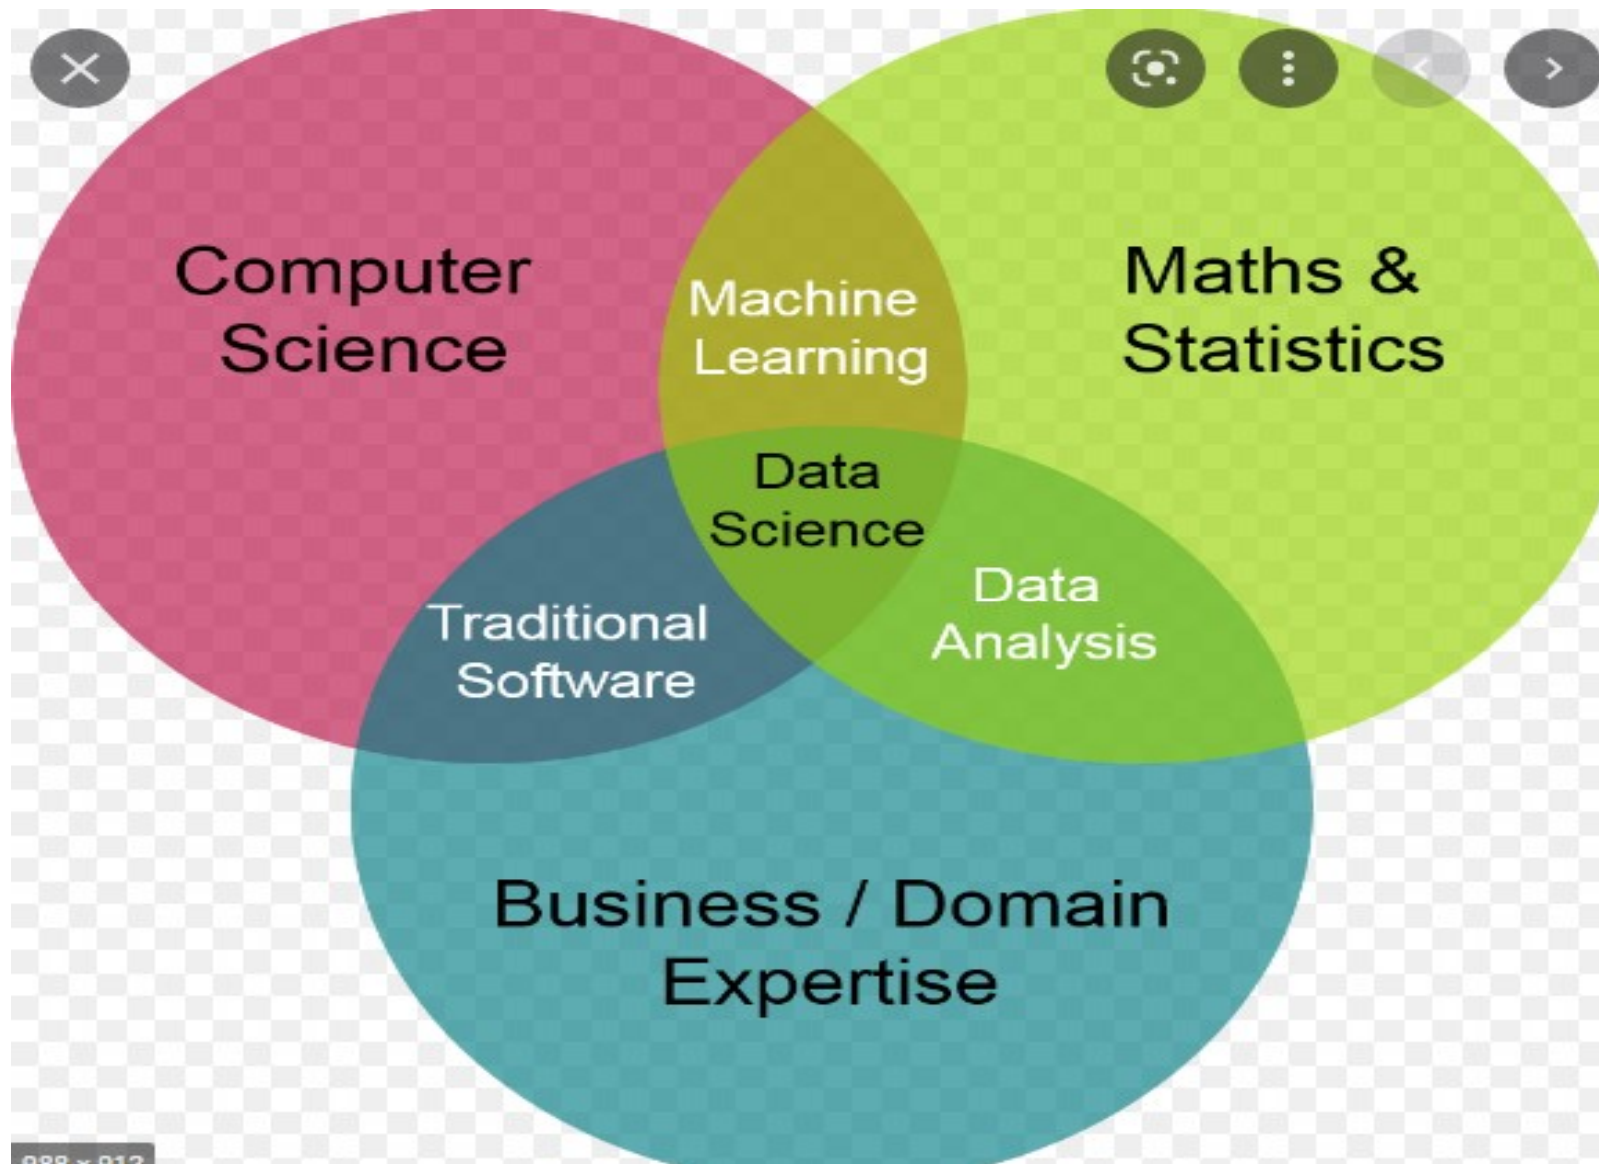 Computer
Science
Maths &
Statistics
Machine
Learning
Data
Science
Traditional
Software
Data
Analysis
Business / Domain
Expertise